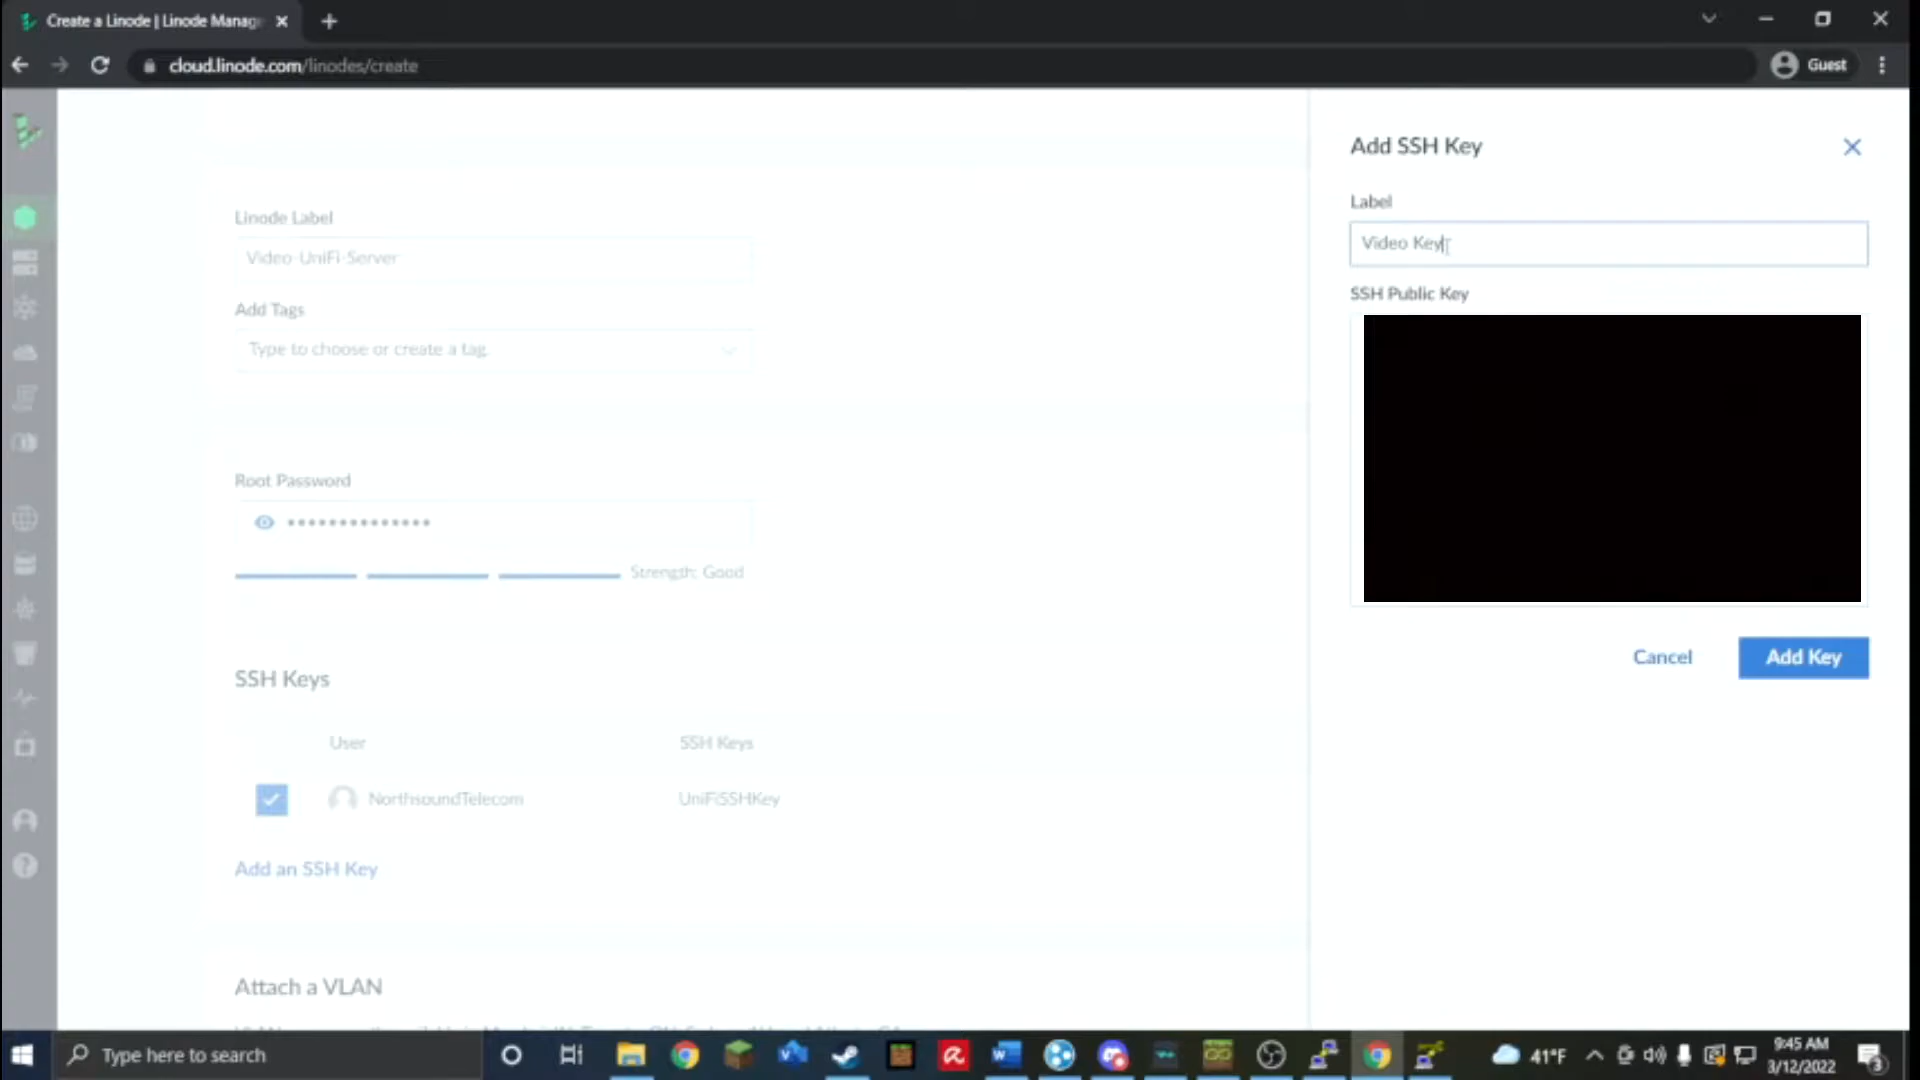 Create a Linode | Linode Manag
cloud.linode.com/linodes/create
Guest
Add SSH Key
Label
Video Key
SSH Public Key
Cancel
Add Key
Linode Label
Video-UniFi-Server
Add Tags
Type to choose or create a tag.
Root Password
Strength: Good
SSH Keys
User
SSH Keys
NorthsoundTelecom
UniFiSSHKey
Add an SSH Key
Attach a VLAN
Type here to search
41°F
9:45 AM
3/12/2022
3